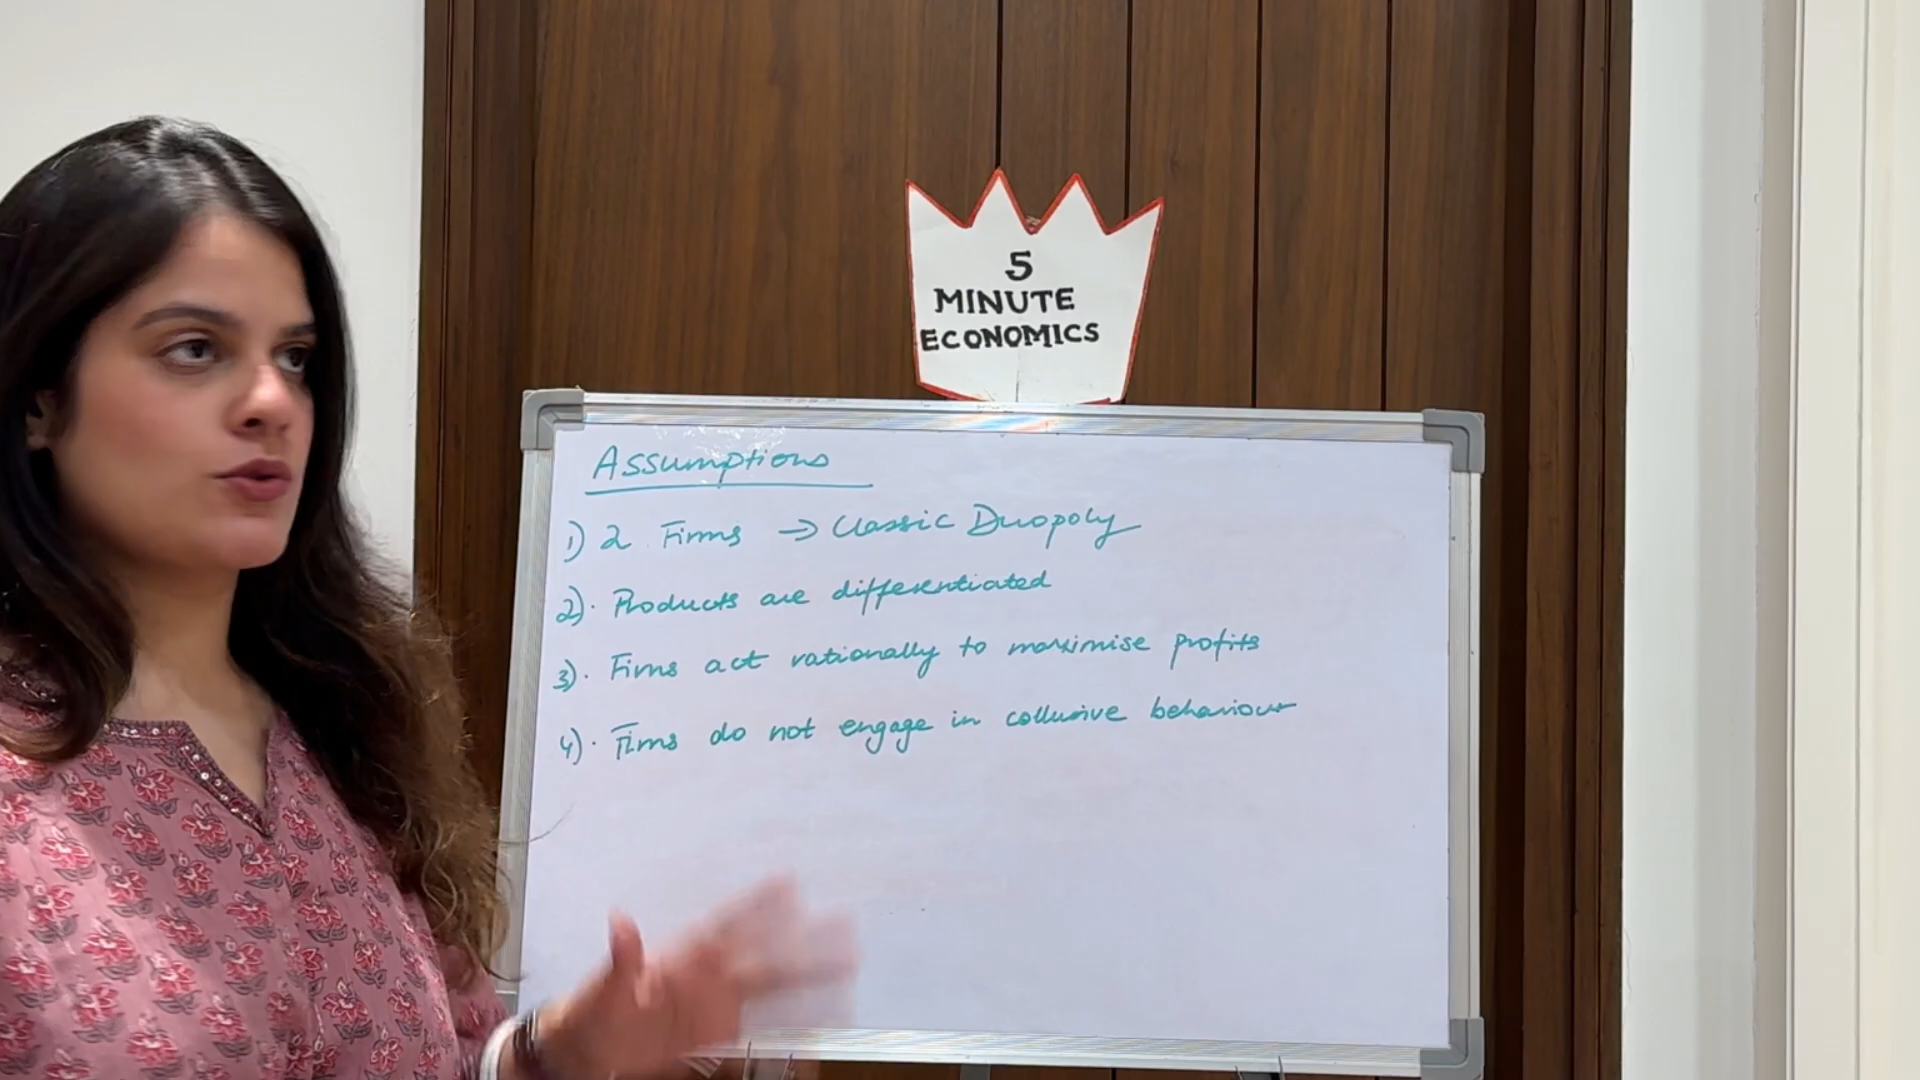 5
MINUTE
ECONOMICS
Assumptions
1) 2 Firms → Classic Duopoly
2). Products are differentiated
3). Firms act rationally to maximise profits
4). Firms do not engage in collusive behaviour